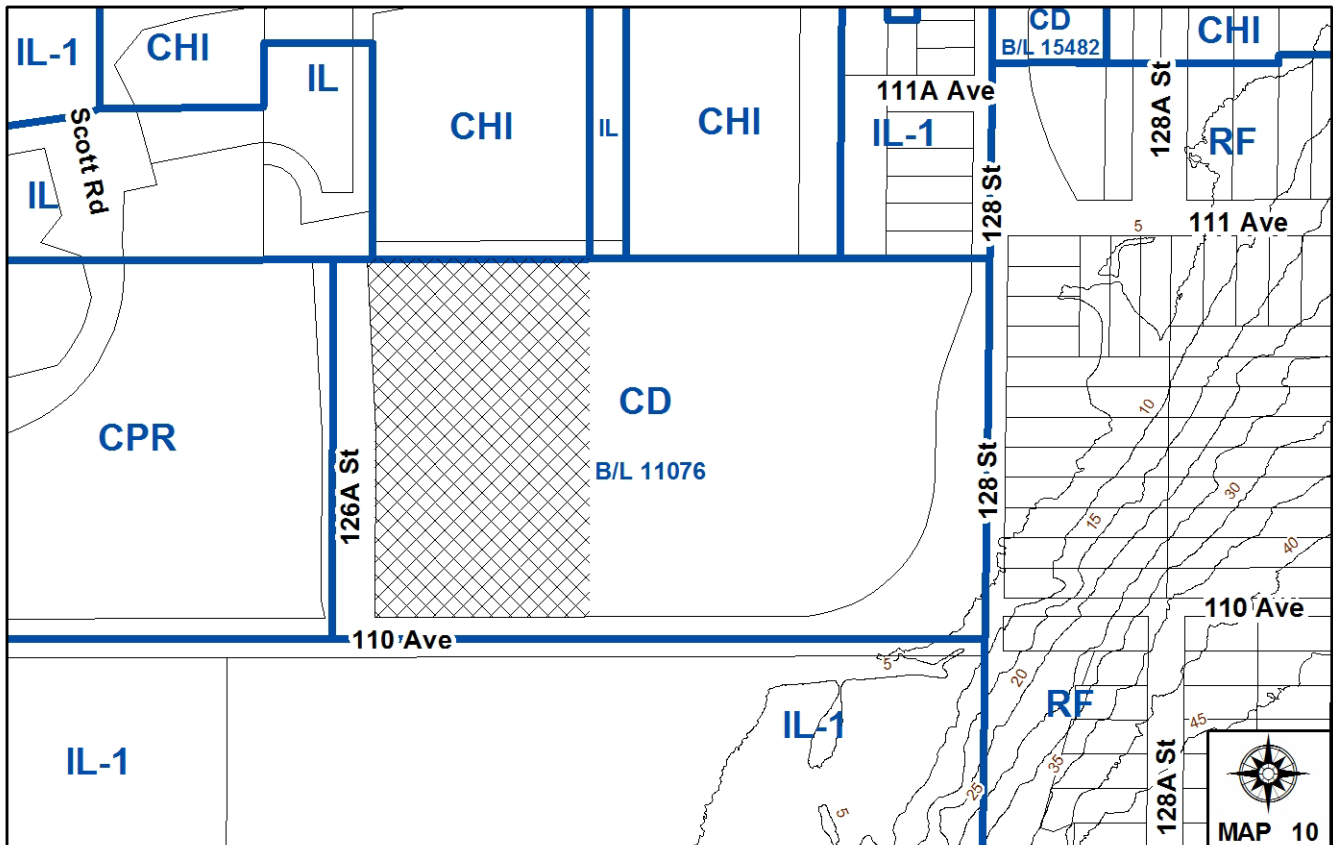 IL-1
CHI
IL
CHI
IL
CHI
111A Ave
IL-1
CD
B/L 15482
CHI
128A St
RF
Scott Rd
IL
128 St
111 Ave
5
CPR
126A St
CD
B/L 11076
128 St
10
15
30
40
110 Ave
110 Ave
5
20
RF
IL-1
IL-1
45
35
25
5
128A St
MAP 10